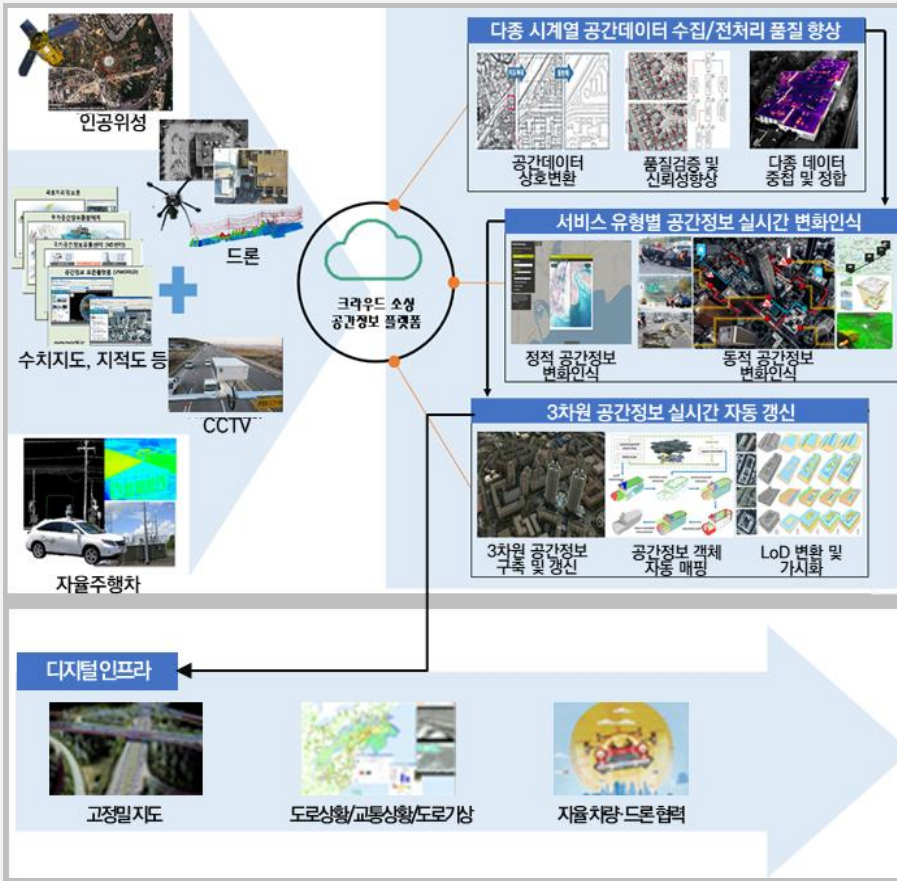 다종 시계열 공간데이터 수집/전처리 품질 향상
인공위성
공간데이터
상호변환
품질검증 및
신뢰성향상
다종 데이터
중첩 및 정합
드론
수치지도, 지적도 등
CCTV
자율주행차
크라우드 소싱
공간정보 플랫폼
서비스 유형별 공간정보 실시간 변화인식
정적 공간정보
변화인식
동적 공간정보
변화인식
3차원 공간정보 실시간 자동 갱신
3차원 공간정보
구축 및 갱신
공간정보 객체
자동 매핑
LoD 변환 및
가시화
디지털인프라
고정밀지도
도로상황/교통상황/도로기상
자율차량·드론 협력